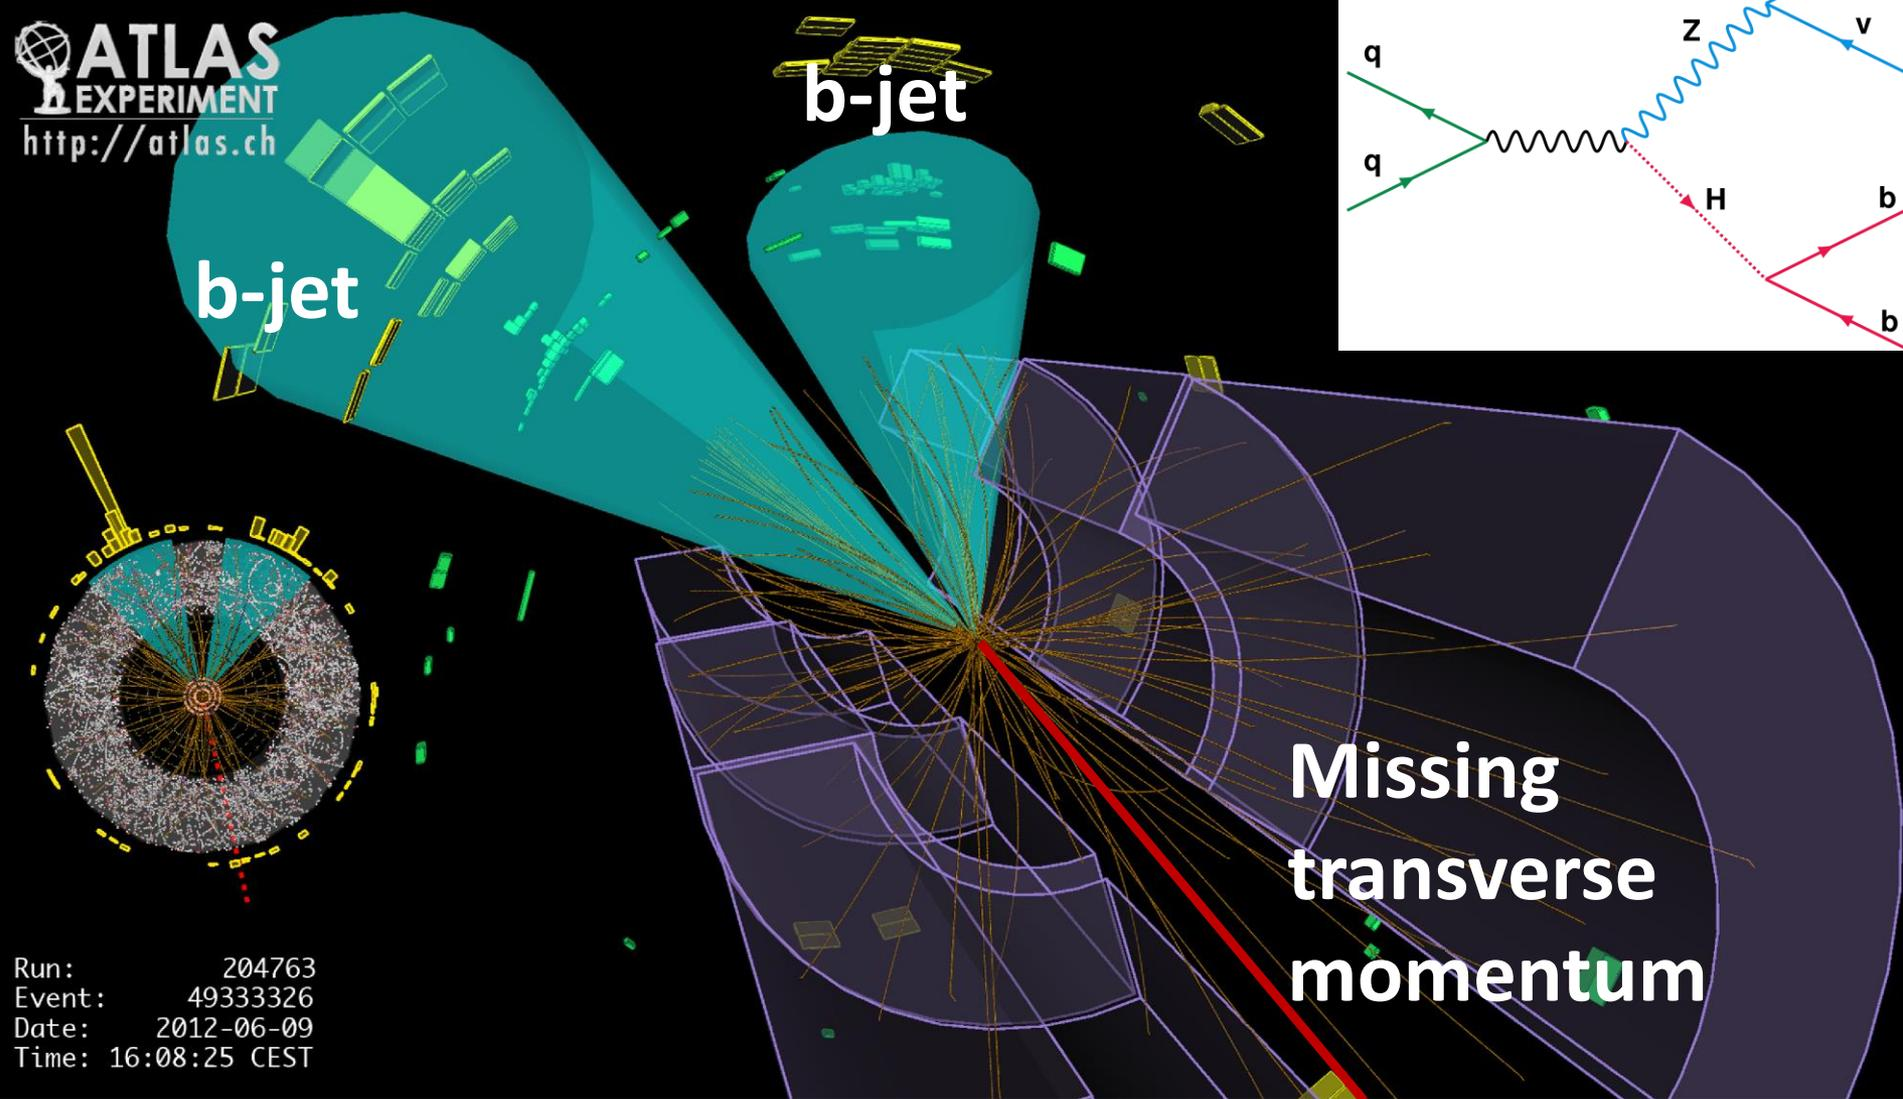 ATLAS
EXPERIMENT
http://atlas.ch
b-jet
b-jet
q
q
Z
v
H
b
b
Missing
transverse
momentum
Run: 204763
Event: 49333326
Date: 2012-06-09
Time: 16:08:25 CEST